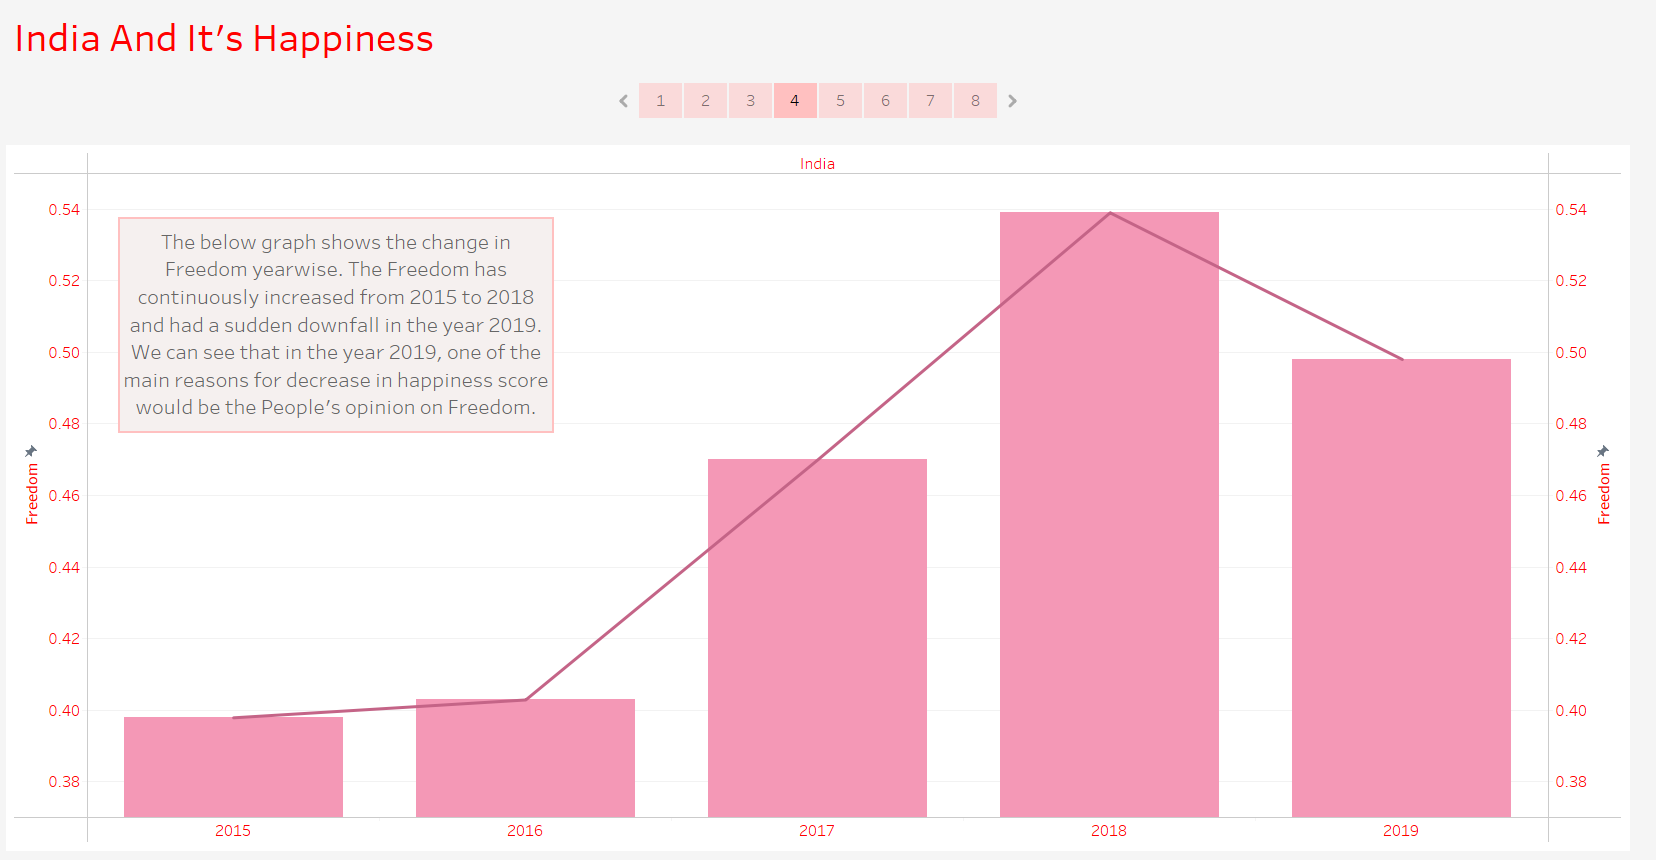 India And It's Happiness
1 2 3 4 5 6 7 8
India
The below graph shows the change in
Freedom yearwise. The Freedom has
continuously increased from 2015 to 2018
and had a sudden downfall in the year 2019.
We can see that in the year 2019, one of the
main reasons for decrease in happiness score
would be the People's opinion on Freedom.
Freedom
0.54
0.52
0.50
0.48
0.46
0.44
0.42
0.40
0.38
0.54
0.52
0.50
0.48
0.46
0.44
0.42
0.40
0.38
Freedom
2015 2016 2017 2018 2019